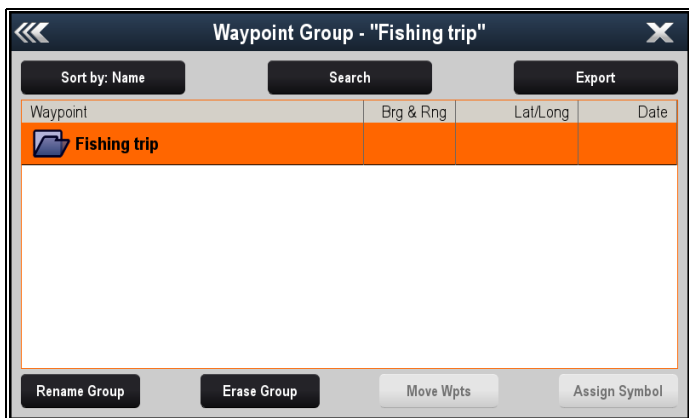 Waypoint Group - "Fishing trip"
Sort by: Name Search Export
Waypoint Brg & Rng Lat/Long Date
Fishing trip
Rename Group Erase Group Move Wpts Assign Symbol